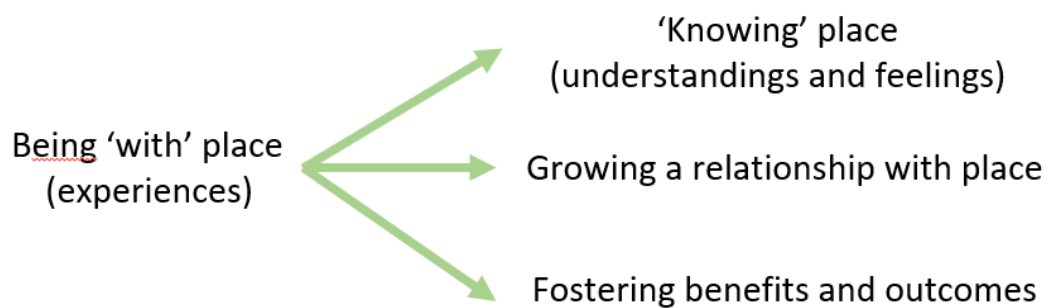 ‘Knowing’ place
(understandings and feelings)
Being ‘with’ place
(experiences)
Growing a relationship with place
Fostering benefits and outcomes